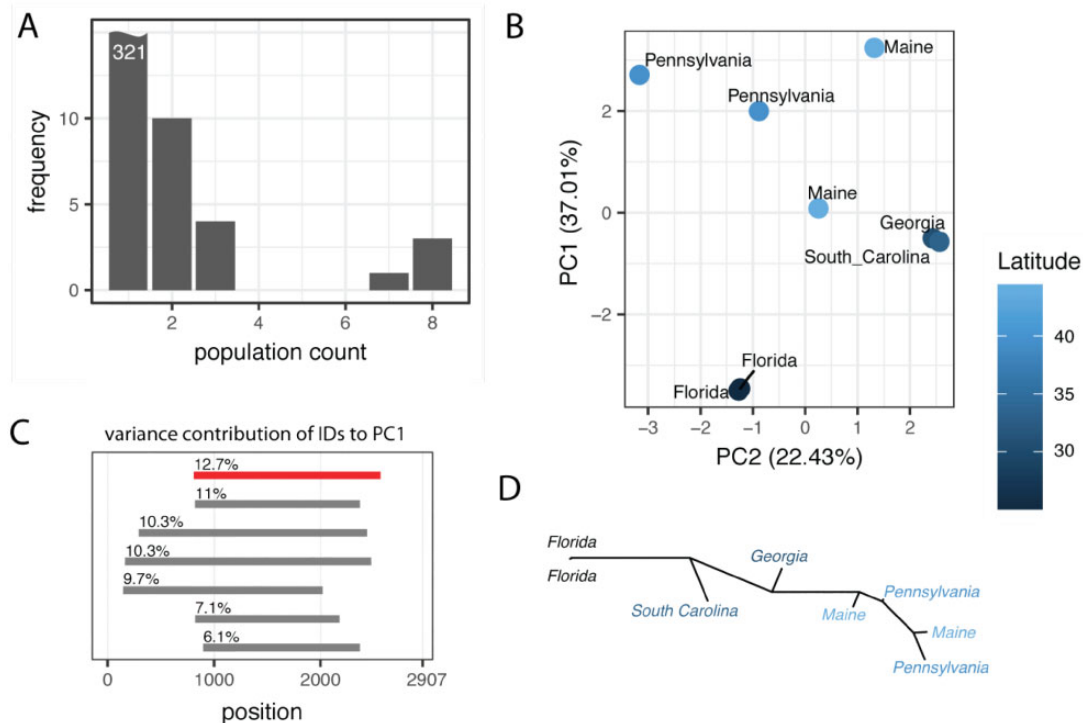 A
321
10
5
0
frequency
2
4
6
8
population count
B
Maine
Pennsylvania
Pennsylvania
Maine
Georgia
South_Carolina
Florida
Florida
2
0
−2
PC1 (37.01%)
−3
−2
−1
0
1
2
PC2 (22.43%)
Latitude
40
35
30
C
variance contribution of IDs to PC1
12.7%
11%
10.3%
10.3%
9.7%
7.1%
6.1%
0
1000
2000
2907
position
D
Florida
Florida
Georgia
South Carolina
Pennsylvania
Maine
Maine
Pennsylvania